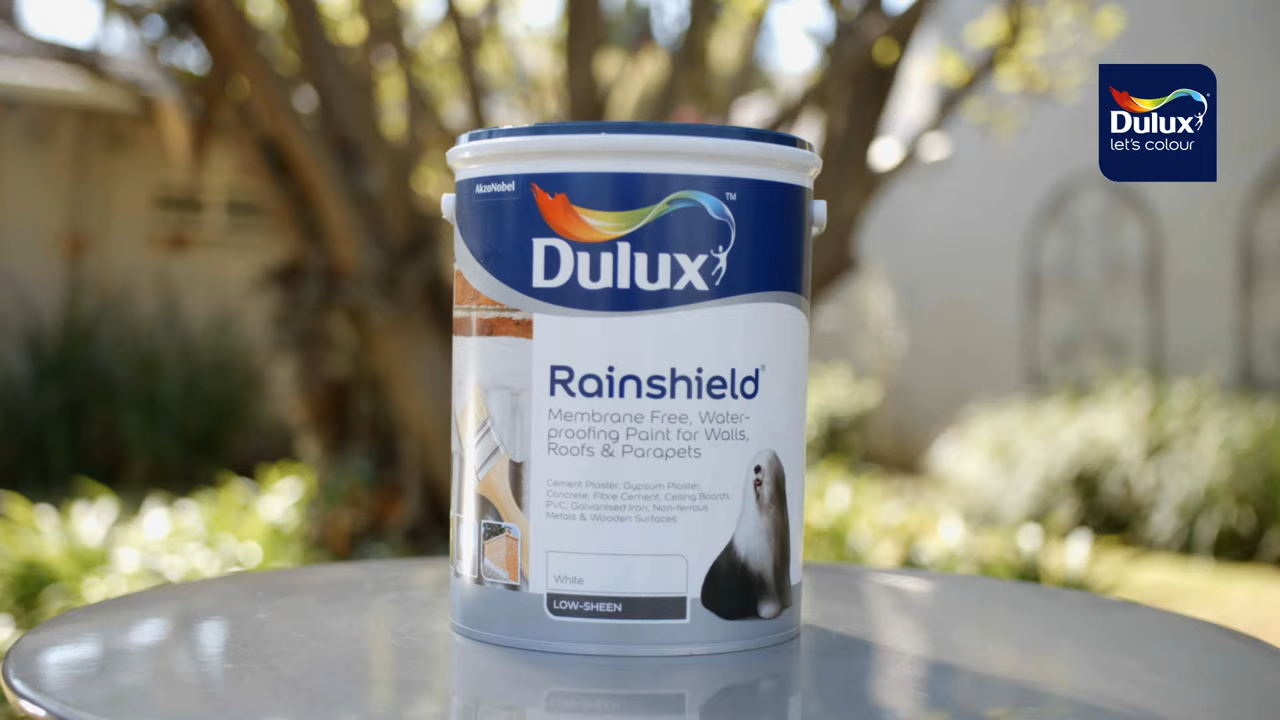 Dulux
let's colour
AkzoNobel
TM
Dulux
Rainshield®
Membrane Free, Water-
proofing Paint for Walls,
Roofs & Parapets
Cement Plaster, Gypsum Plaster,
Concrete, Fibre Cement, Ceiling Boards,
PVC, Galvanised Iron, Non-ferrous
Metals & Wooden Surfaces
White
LOW-SHEEN